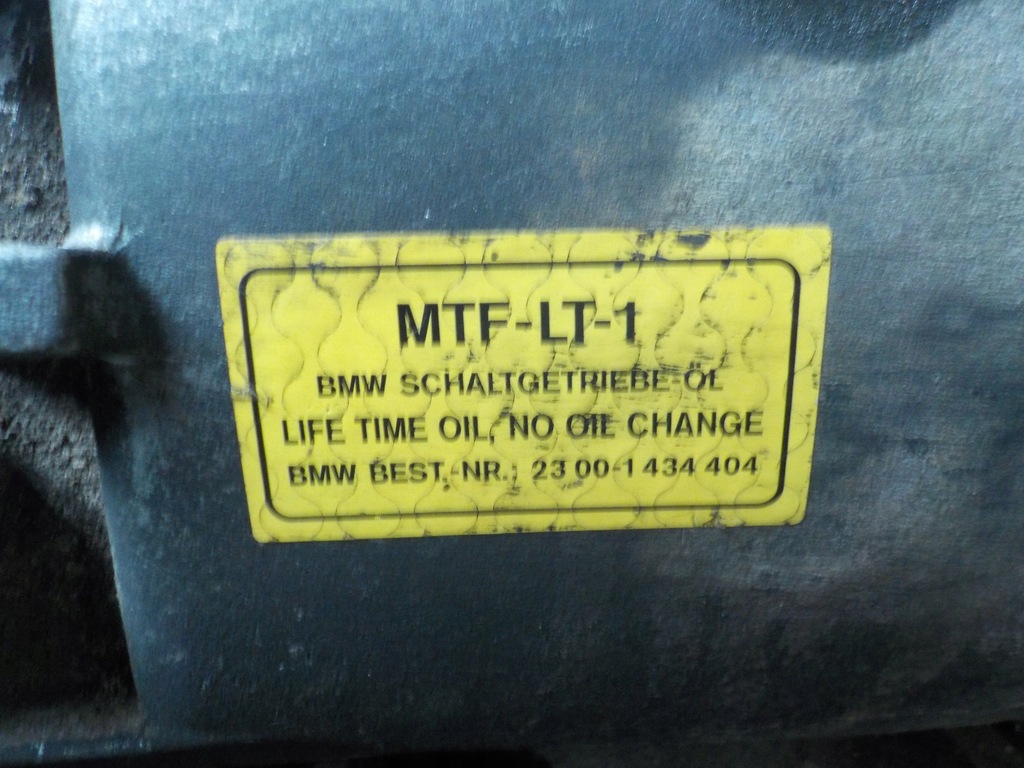 MTF-LT-1
BMW SCHALTGETRIEBE-ÖL
LIFE TIME OIL, NO OIL CHANGE
BMW BEST.-NR.: 23 00-1 434 404